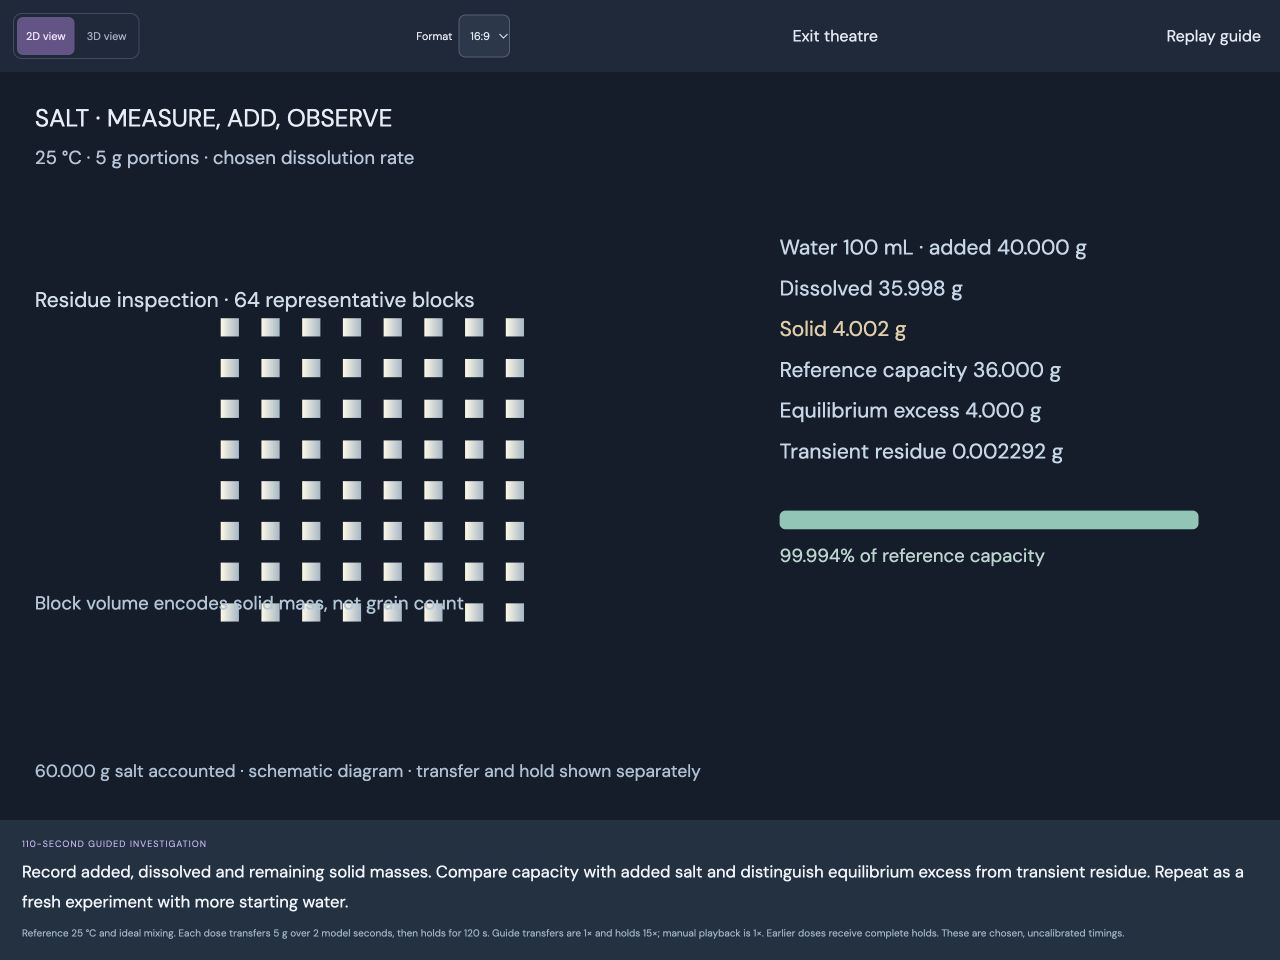 2D view
3D view
Format
16:9
Exit theatre
Replay guide
SALT · MEASURE, ADD, OBSERVE
25 °C · 5 g portions · chosen dissolution rate
Residue inspection · 64 representative blocks
Block volume encodes solid mass, not grain count
Water 100 mL · added 40.000 g
Dissolved 35.998 g
Solid 4.002 g
Reference capacity 36.000 g
Equilibrium excess 4.000 g
Transient residue 0.002292 g
99.994% of reference capacity
60.000 g salt accounted · schematic diagram · transfer and hold shown separately
110-SECOND GUIDED INVESTIGATION
Record added, dissolved and remaining solid masses. Compare capacity with added salt and distinguish equilibrium excess from transient residue. Repeat as a
fresh experiment with more starting water.
Reference 25 °C and ideal mixing. Each dose transfers 5 g over 2 model seconds, then holds for 120 s. Guide transfers are 1× and holds 15×; manual playback is 1×. Earlier doses receive complete holds. These are chosen, uncalibrated timings.